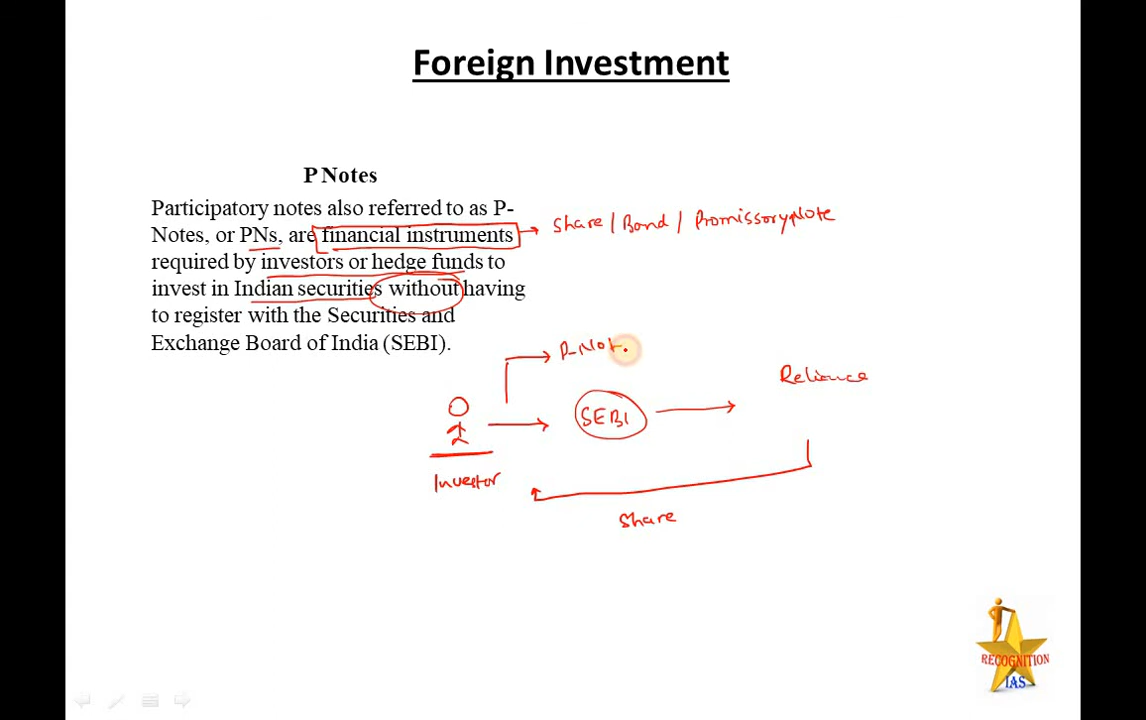 Foreign Investment
P Notes
Participatory notes also referred to as P-
Notes, or PNs, are financial instruments
required by investors or hedge funds to
invest in Indian securities without having
to register with the Securities and
Exchange Board of India (SEBI).
Share / Bond / Promissory Note
P-Not
Reliance
SEBI
Investor
Share
RECOGNITION
IAS